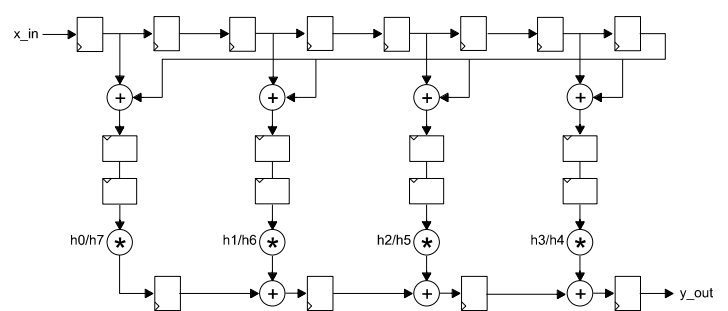 x_in
+ + + +
h0/h7 * h1/h6 * h2/h5 * h3/h4 *
+ + + y_out